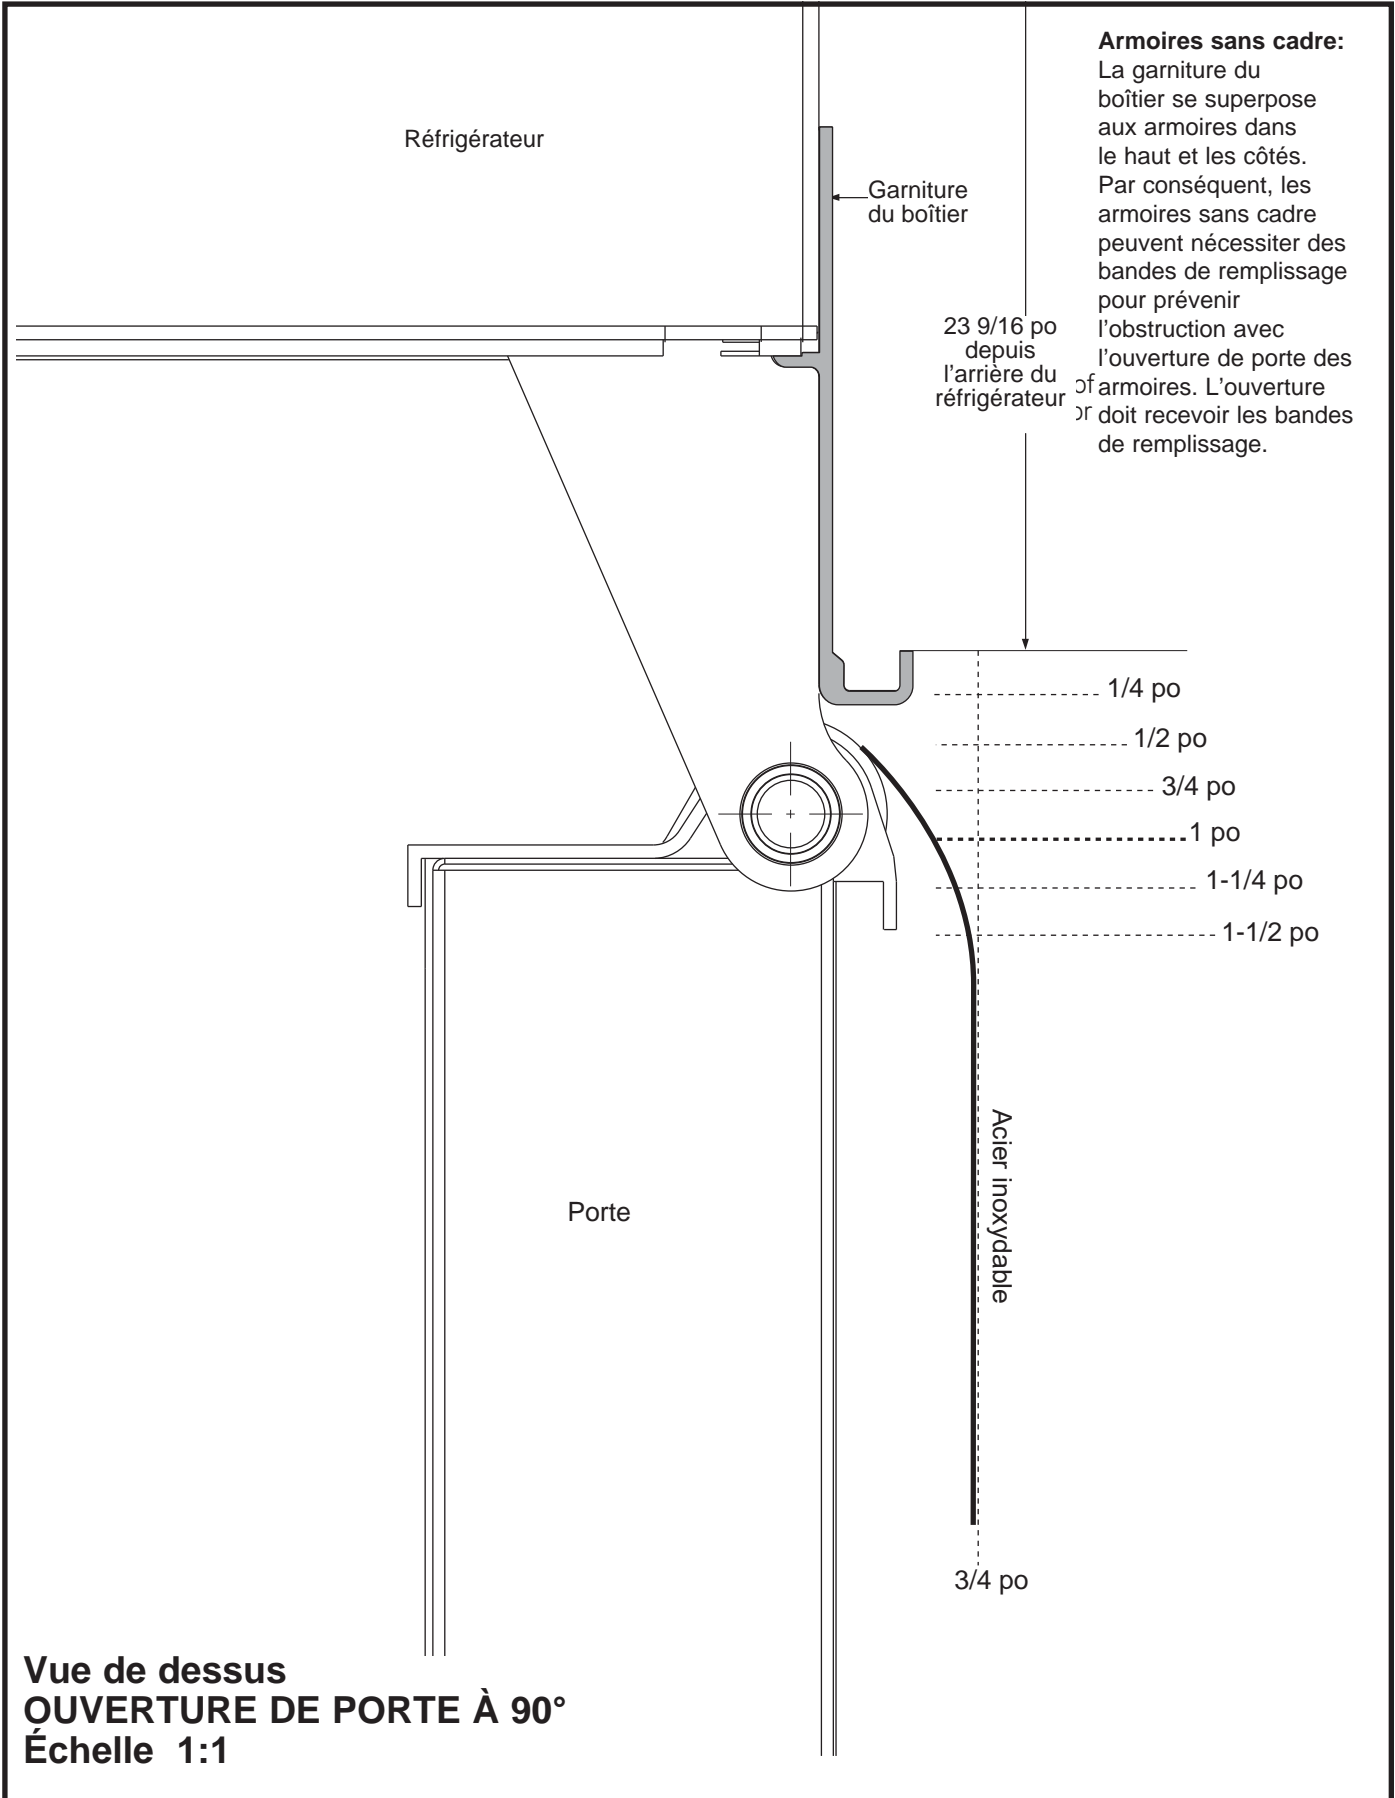 Armoires sans cadre:
La garniture du
boîtier se superpose
aux armoires dans
le haut et les côtés.
Par conséquent, les
armoires sans cadre
peuvent nécessiter des
bandes de remplissage
pour prévenir
l'obstruction avec
l'ouverture de porte des
armoires. L'ouverture
doit recevoir les bandes
de remplissage.
Réfrigérateur
Garniture
du boîtier
23 9/16 po
depuis
l'arrière du
réfrigérateur
of
or
1/4 po
1/2 po
3/4 po
1 po
1-1/4 po
1-1/2 po
Acier inoxydable
Porte
3/4 po
Vue de dessus
OUVERTURE DE PORTE À 90°
Échelle 1:1